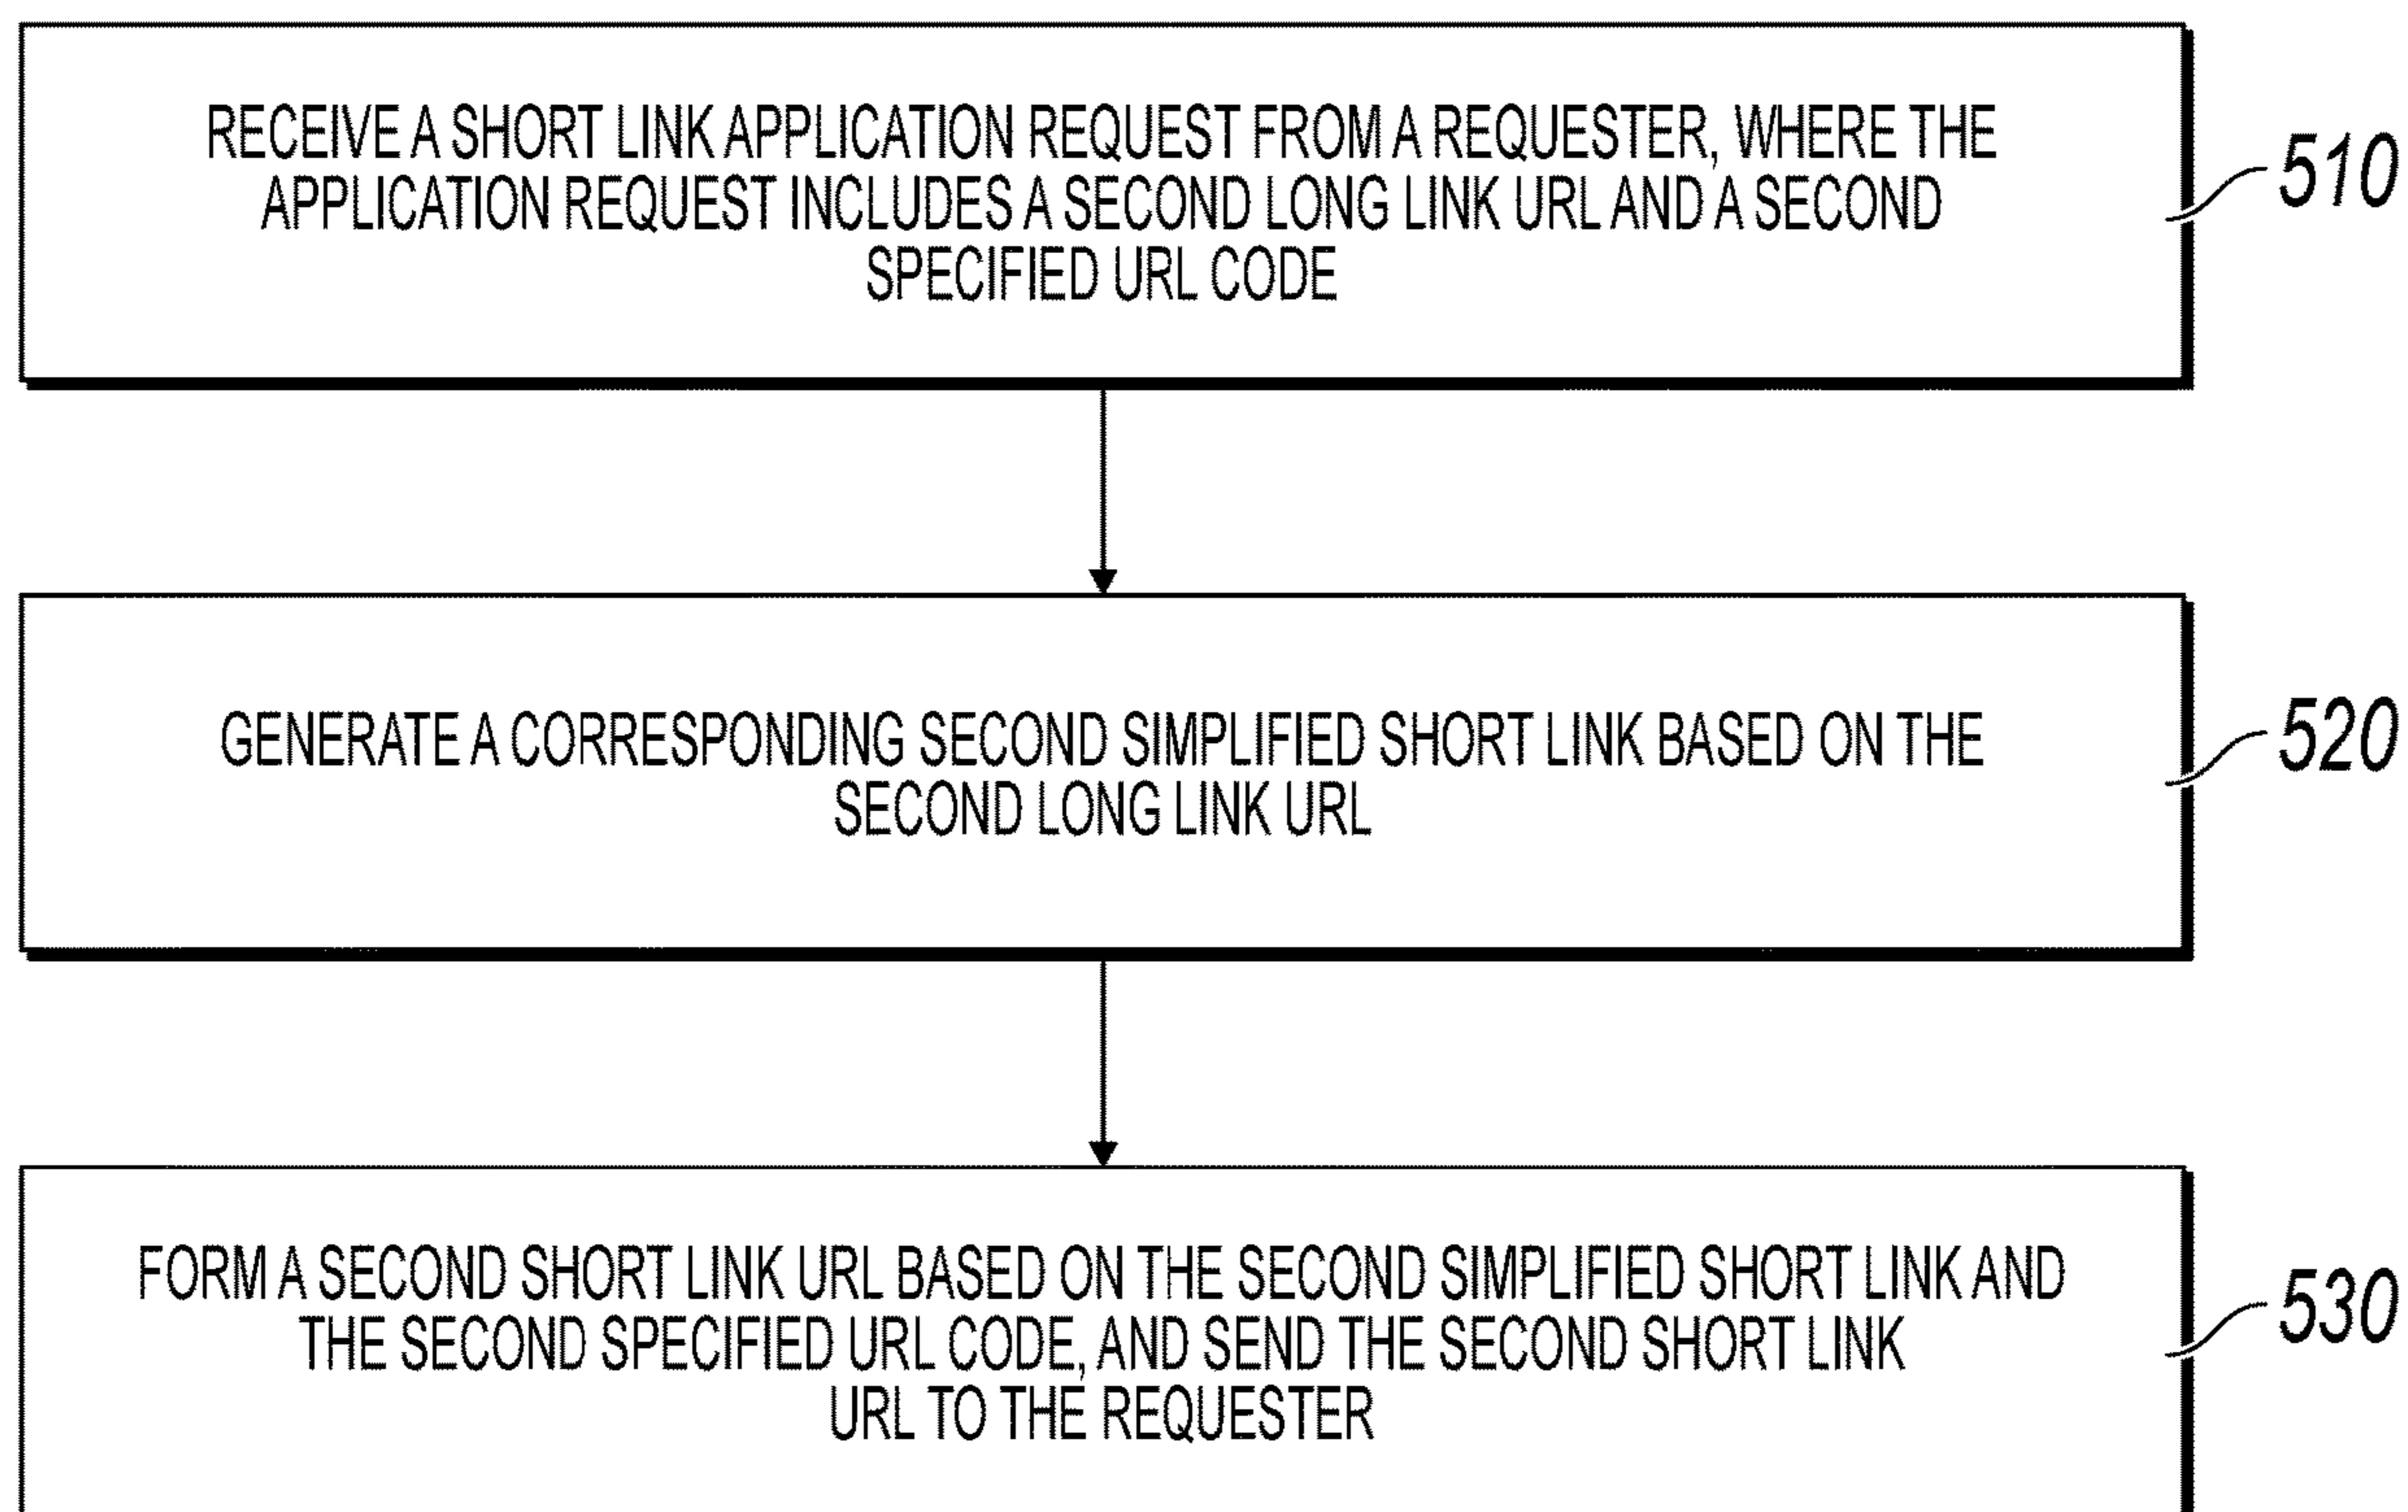 RECEIVE A SHORT LINK APPLICATION REQUEST FROM A REQUESTER, WHERE THE
APPLICATION REQUEST INCLUDES A SECOND LONG LINK URL AND A SECOND
SPECIFIED URL CODE
510
GENERATE A CORRESPONDING SECOND SIMPLIFIED SHORT LINK BASED ON THE
SECOND LONG LINK URL
520
FORM A SECOND SHORT LINK URL BASED ON THE SECOND SIMPLIFIED SHORT LINK AND
THE SECOND SPECIFIED URL CODE, AND SEND THE SECOND SHORT LINK
URL TO THE REQUESTER
530